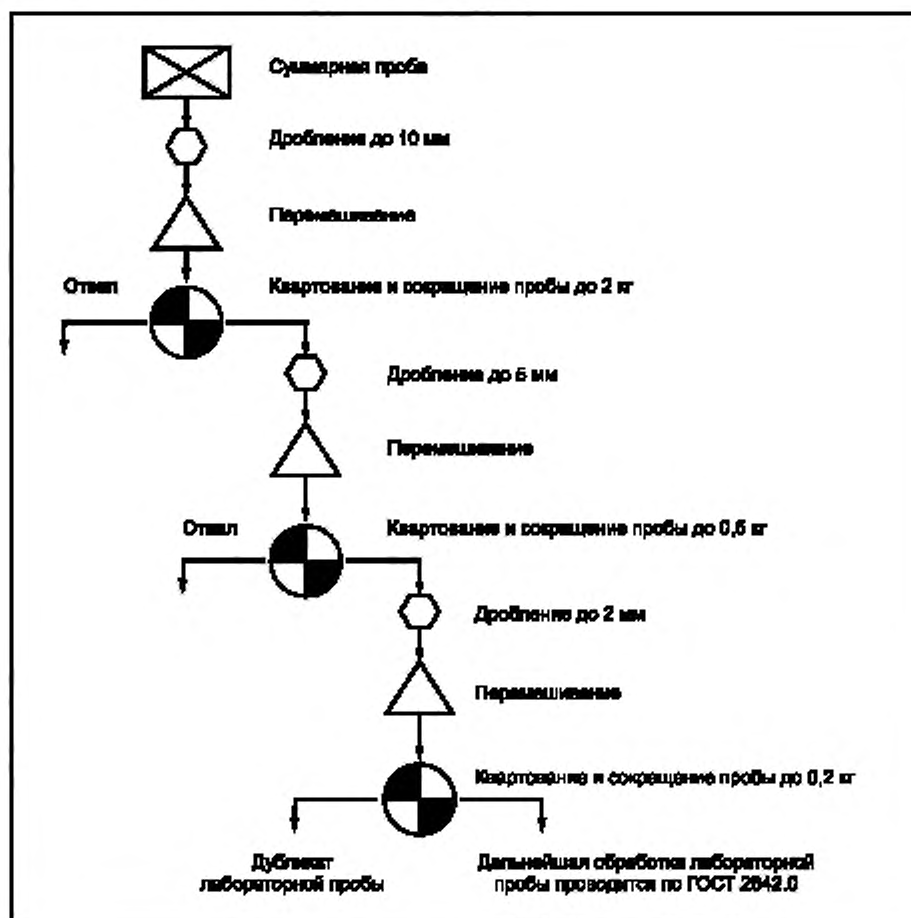 Суммарная проба
Дробление до 10 мм
Перемешивание
Отвал
Квартование и сокращение пробы до 2 кг
Дробление до 5 мм
Перемешивание
Отвал
Квартование и сокращение пробы до 0,5 кг
Дробление до 2 мм
Перемешивание
Квартование и сокращение пробы до 0,2 кг
Дубликат
лабораторной пробы
Дальнейшая обработка лабораторной
пробы проводится по ГОСТ 2642.0